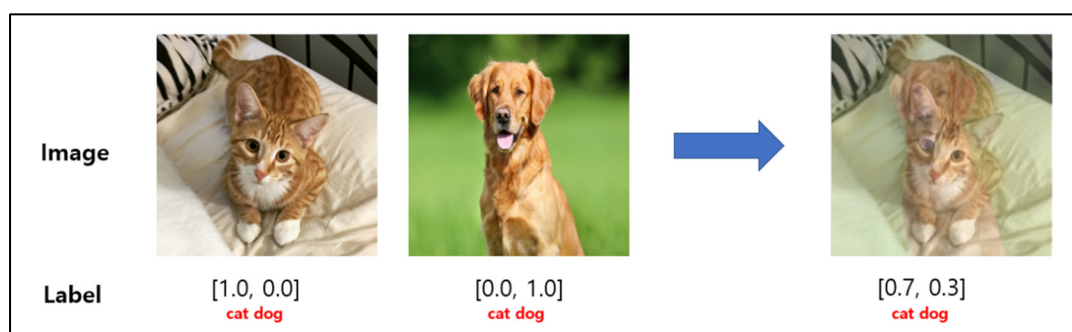 Image
Label
[1.0, 0.0]
cat dog
[0.0, 1.0]
cat dog
[0.7, 0.3]
cat dog